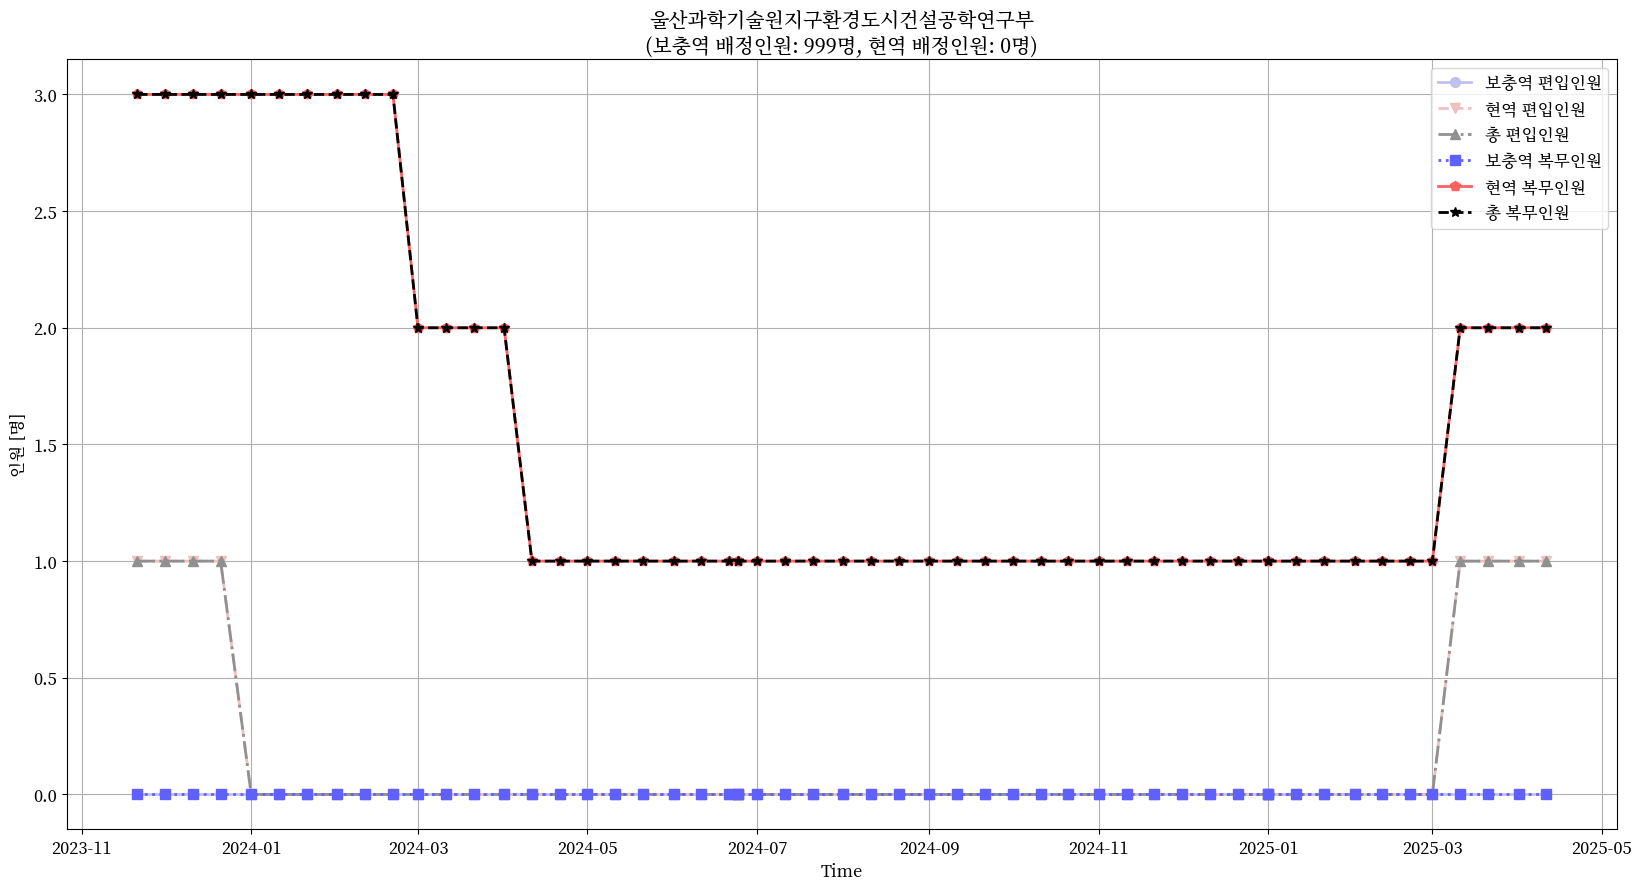 울산과학기술원지구환경도시건설공학연구부
(보충역 배정인원: 999명, 현역 배정인원: 0명)
보충역 편입인원
현역 편입인원
총 편입인원
보충역 복무인원
현역 복무인원
총 복무인원
인원 [명]
3.0
2.5
2.0
1.5
1.0
0.5
0.0
2023-11
2024-01
2024-03
2024-05
2024-07
2024-09
2024-11
2025-01
2025-03
2025-05
Time